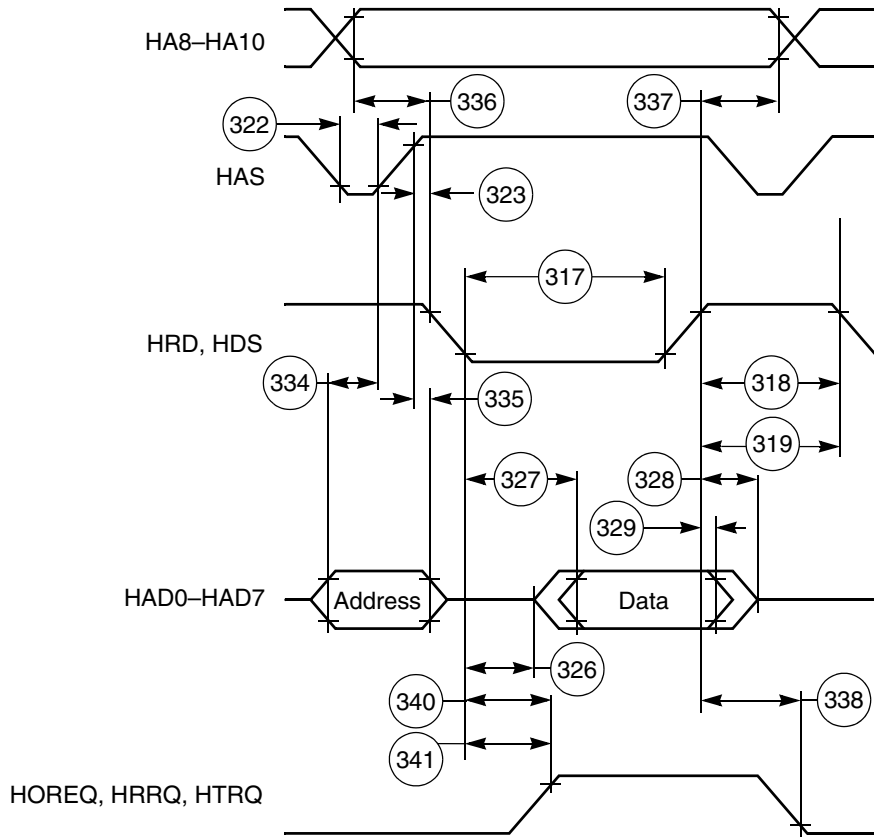 HA8–HA10
336
337
322
HAS
323
317
HRD, HDS
334
335
318
319
327
328
329
HAD0–HAD7
Address
Data
326
340
338
341
HOREQ, HRRQ, HTRQ